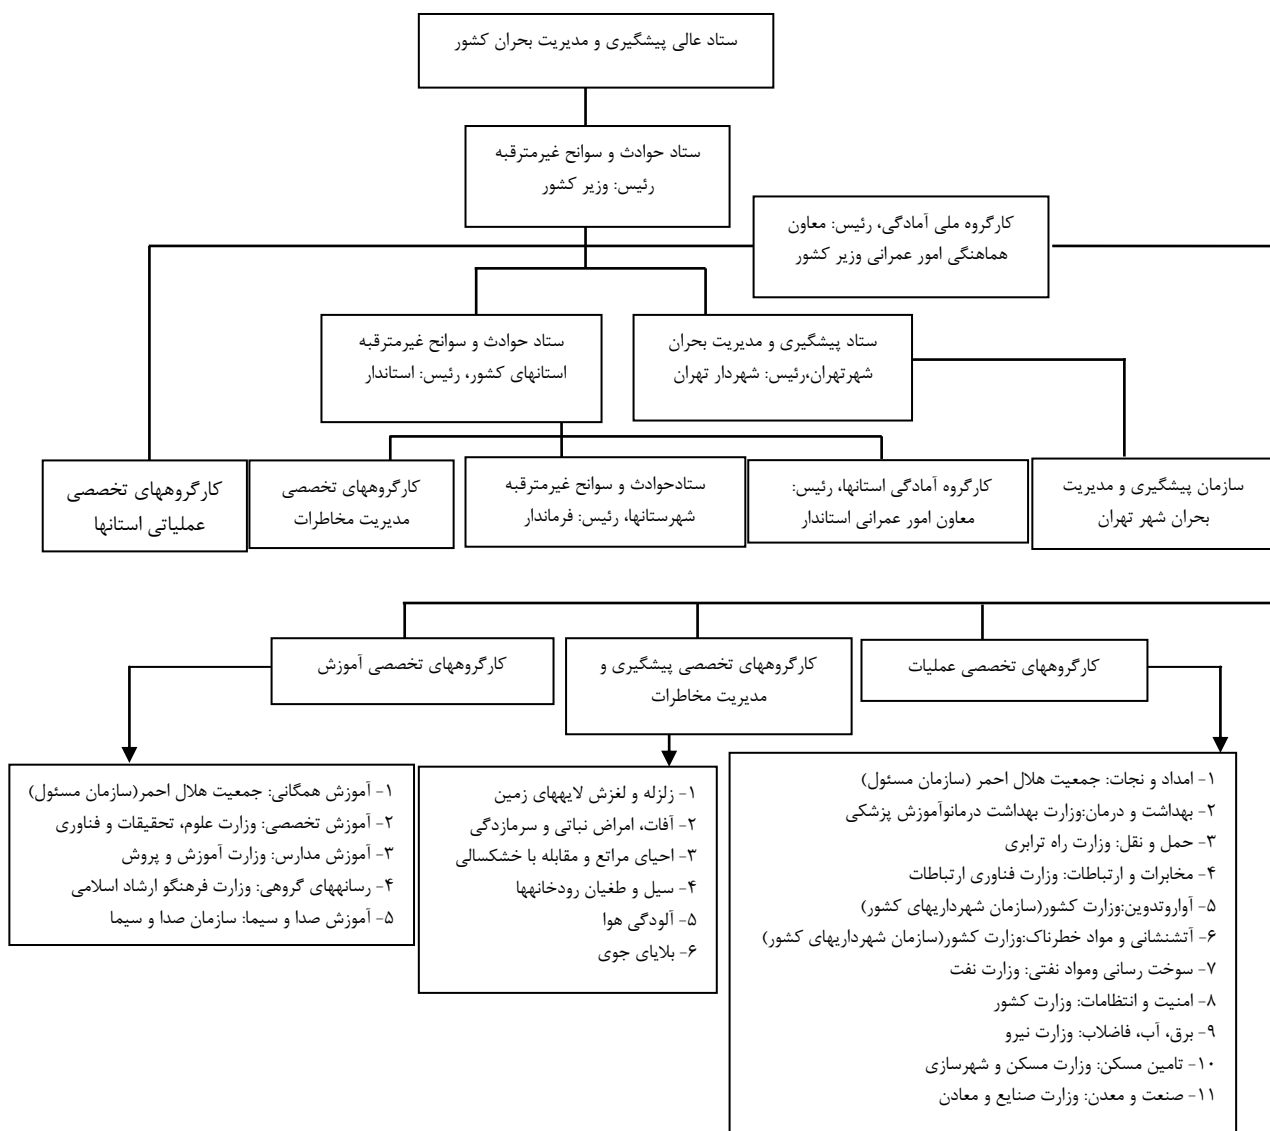 ستاد عالی پیشگیری و مدیریت بحران کشور
ستاد حوادث و سوانح غیرمترقبه
رئیس: وزیر کشور
کارگروه ملی آمادگی، رئیس: معاون
هماهنگی امور عمرانی وزیر کشور
ستاد پیشگیری و مدیریت بحران
شهرتهران،رئیس: شهردار تهران
ستاد حوادث و سوانح غیرمترقبه
استانهای کشور، رئیس: استاندار
سازمان پیشگیری و مدیریت
بحران شهر تهران
کارگروه آمادگی استانها، رئیس:
معاون امور عمرانی استاندار
ستادحوادث و سوانح غیرمترقبه
شهرستانها، رئیس: فرماندار
کارگروههای تخصصی
مدیریت مخاطرات
کارگروههای تخصصی
عملیاتی استانها
کارگروههای تخصصی عملیات
کارگروههای تخصصی پیشگیری و
مدیریت مخاطرات
کارگروههای تخصصی آموزش
۱- امداد و نجات: جمعیت هلال احمر (سازمان مسئول)
۲- بهداشت و درمان:وزارت بهداشت درمانوآموزش پزشکی
۳- حمل و نقل: وزارت راه ترابری
۴- مخابرات و ارتباطات: وزارت فناوری ارتباطات
۵- آواروتدوین:وزارت کشور(سازمان شهرداریهای کشور)
۶- آتشنشانی و مواد خطرناک:وزارت کشور(سازمان شهرداریهای کشور)
۷- سوخت رسانی ومواد نفتی: وزارت نفت
۸- امنیت و انتظامات: وزارت کشور
۹- برق، آب، فاضلاب: وزارت نیرو
۱۰- تامین مسکن: وزارت مسکن و شهرسازی
۱۱- صنعت و معدن: وزارت صنایع و معادن
۱- زلزله و لغزش لایههای زمین
۲- آفات، امراض نباتی و سرمازدگی
۳- احیای مراتع و مقابله با خشکسالی
۴- سیل و طغیان رودخانهها
۵- آلودگی هوا
۶- بلایای جوی
۱- آموزش همگانی: جمعیت هلال احمر(سازمان مسئول)
۲- آموزش تخصصی: وزارت علوم، تحقیقات و فناوری
۳- آموزش مدارس: وزارت آموزش و پروش
۴- رسانههای گروهی: وزارت فرهنگو ارشاد اسلامی
۵- آموزش صدا و سیما: سازمان صدا و سیما